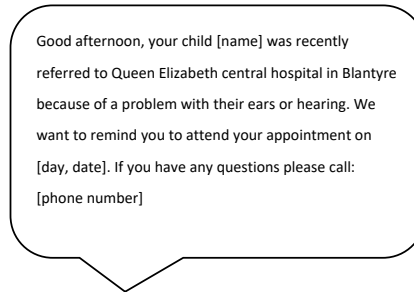 Good afternoon, your child [name] was recently
referred to Queen Elizabeth central hospital in Blantyre
because of a problem with their ears or hearing. We
want to remind you to attend your appointment on
[day, date]. If you have any questions please call:
[phone number]